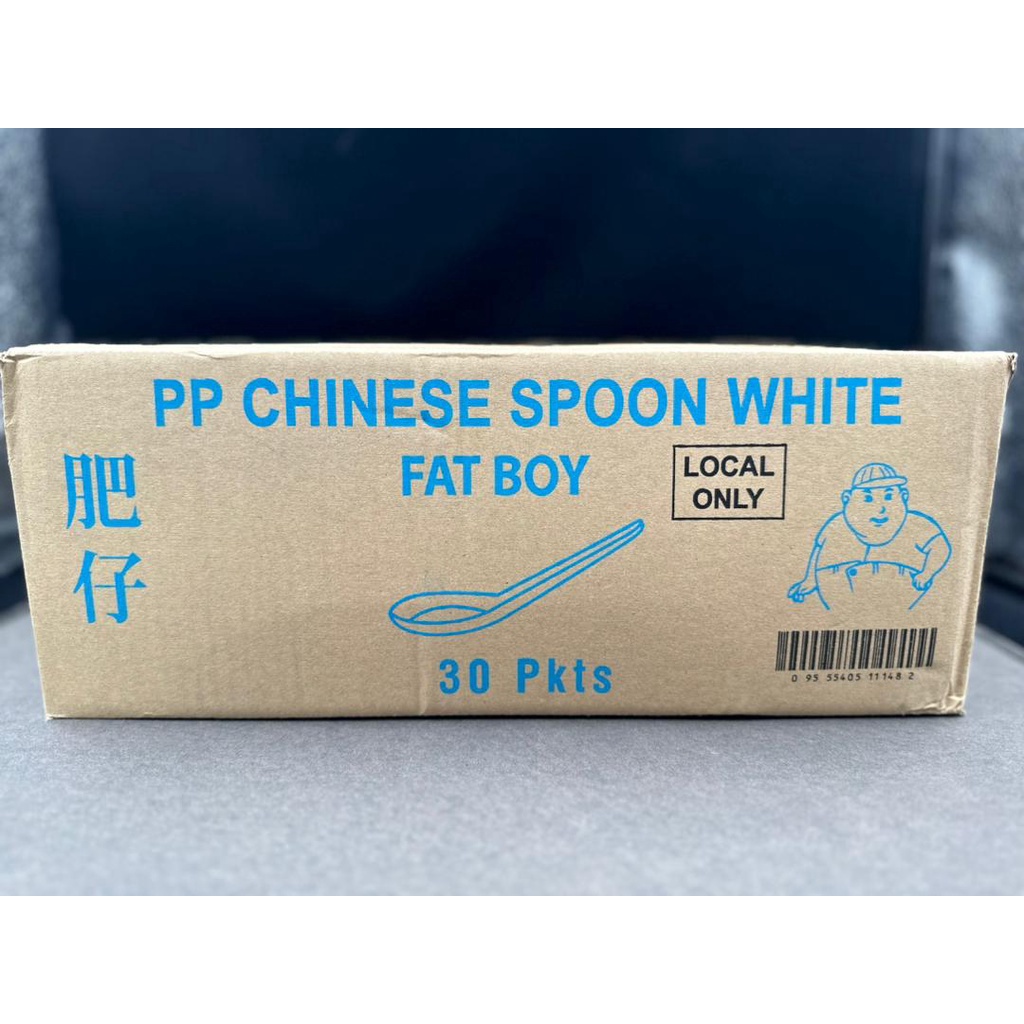 PP CHINESE SPOON WHITE
肥仔
FAT BOY
LOCAL
ONLY
30 Pkts
0 95 55405 11148 2